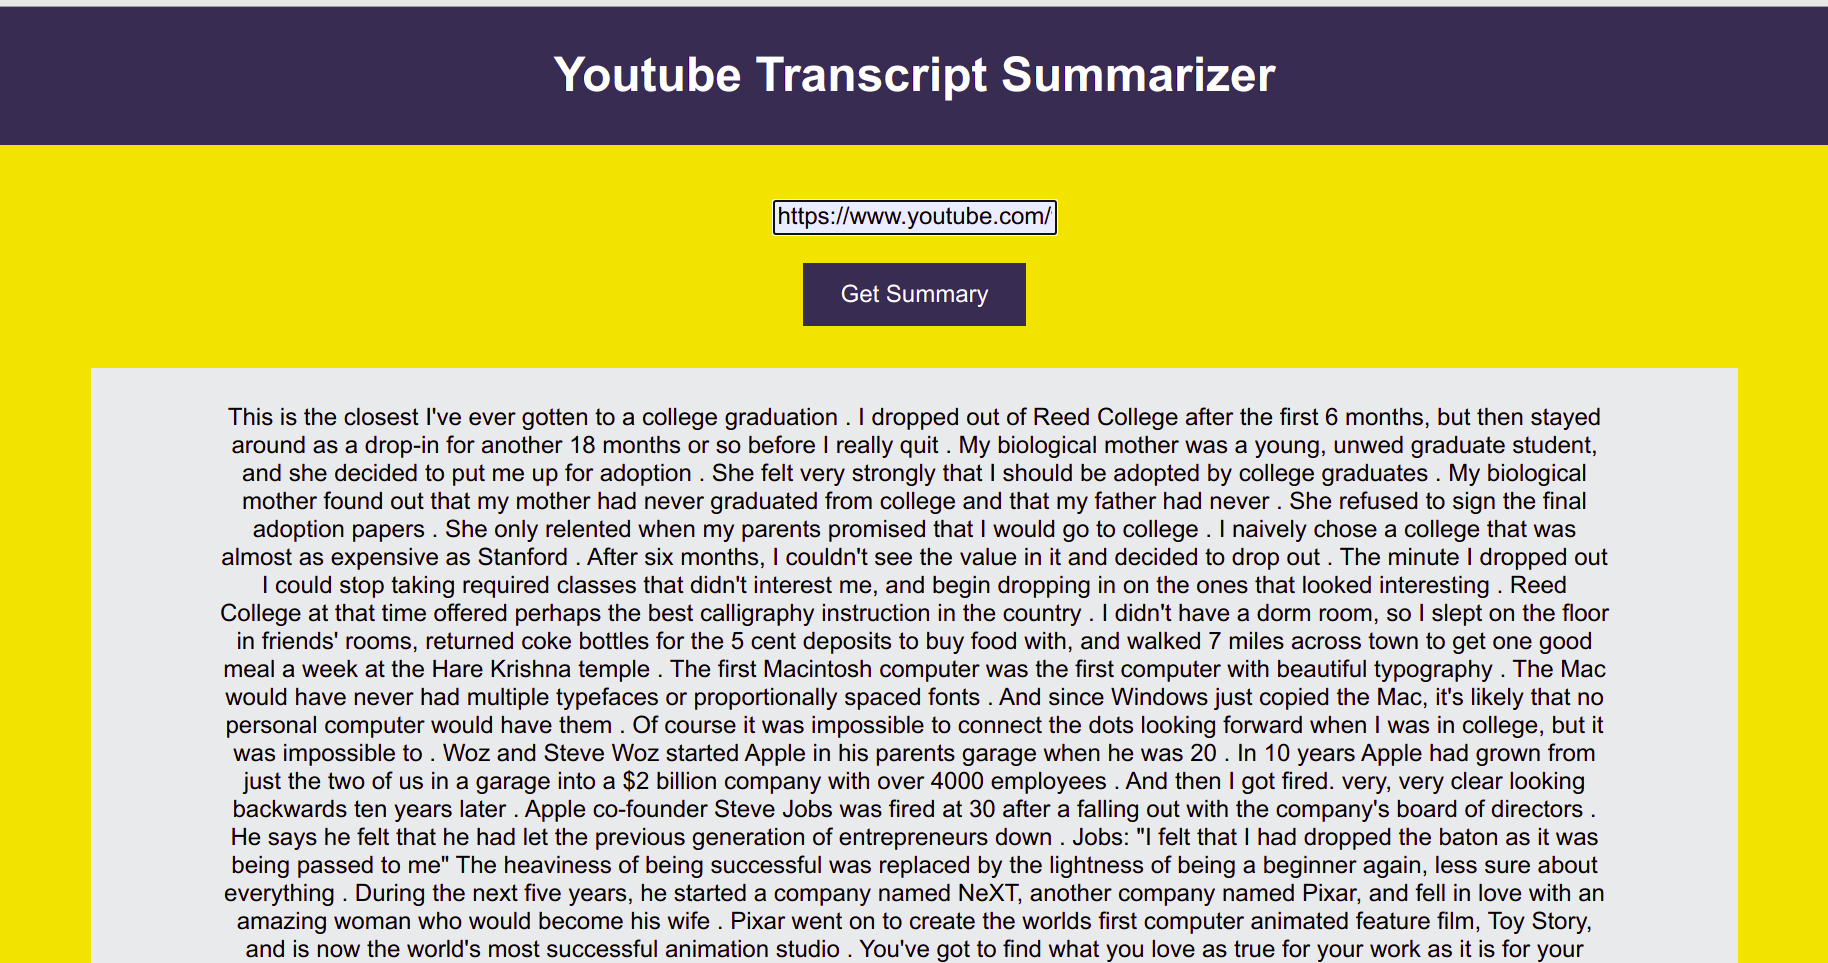 Youtube Transcript Summarizer
https://www.youtube.com/
Get Summary
This is the closest I've ever gotten to a college graduation . I dropped out of Reed College after the first 6 months, but then stayed
around as a drop-in for another 18 months or so before I really quit . My biological mother was a young, unwed graduate student,
and she decided to put me up for adoption . She felt very strongly that I should be adopted by college graduates . My biological
mother found out that my mother had never graduated from college and that my father had never . She refused to sign the final
adoption papers . She only relented when my parents promised that I would go to college . I naively chose a college that was
almost as expensive as Stanford . After six months, I couldn't see the value in it and decided to drop out . The minute I dropped out
I could stop taking required classes that didn't interest me, and begin dropping in on the ones that looked interesting . Reed
College at that time offered perhaps the best calligraphy instruction in the country . I didn't have a dorm room, so I slept on the floor
in friends' rooms, returned coke bottles for the 5 cent deposits to buy food with, and walked 7 miles across town to get one good
meal a week at the Hare Krishna temple . The first Macintosh computer was the first computer with beautiful typography . The Mac
would have never had multiple typefaces or proportionally spaced fonts . And since Windows just copied the Mac, it's likely that no
personal computer would have them . Of course it was impossible to connect the dots looking forward when I was in college, but it
was impossible to . Woz and Steve Woz started Apple in his parents garage when he was 20 . In 10 years Apple had grown from
just the two of us in a garage into a $2 billion company with over 4000 employees . And then I got fired. very, very clear looking
backwards ten years later . Apple co-founder Steve Jobs was fired at 30 after a falling out with the company's board of directors .
He says he felt that he had let the previous generation of entrepreneurs down . Jobs: "I felt that I had dropped the baton as it was
being passed to me" The heaviness of being successful was replaced by the lightness of being a beginner again, less sure about
everything . During the next five years, he started a company named NeXT, another company named Pixar, and fell in love with an
amazing woman who would become his wife . Pixar went on to create the worlds first computer animated feature film, Toy Story,
and is now the world's most successful animation studio . You've got to find what you love as true for your work as it is for your